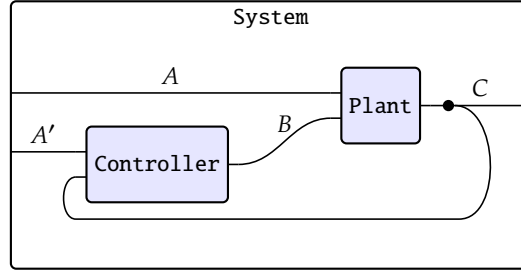 System
A
C
Plant
B
A′
Controller